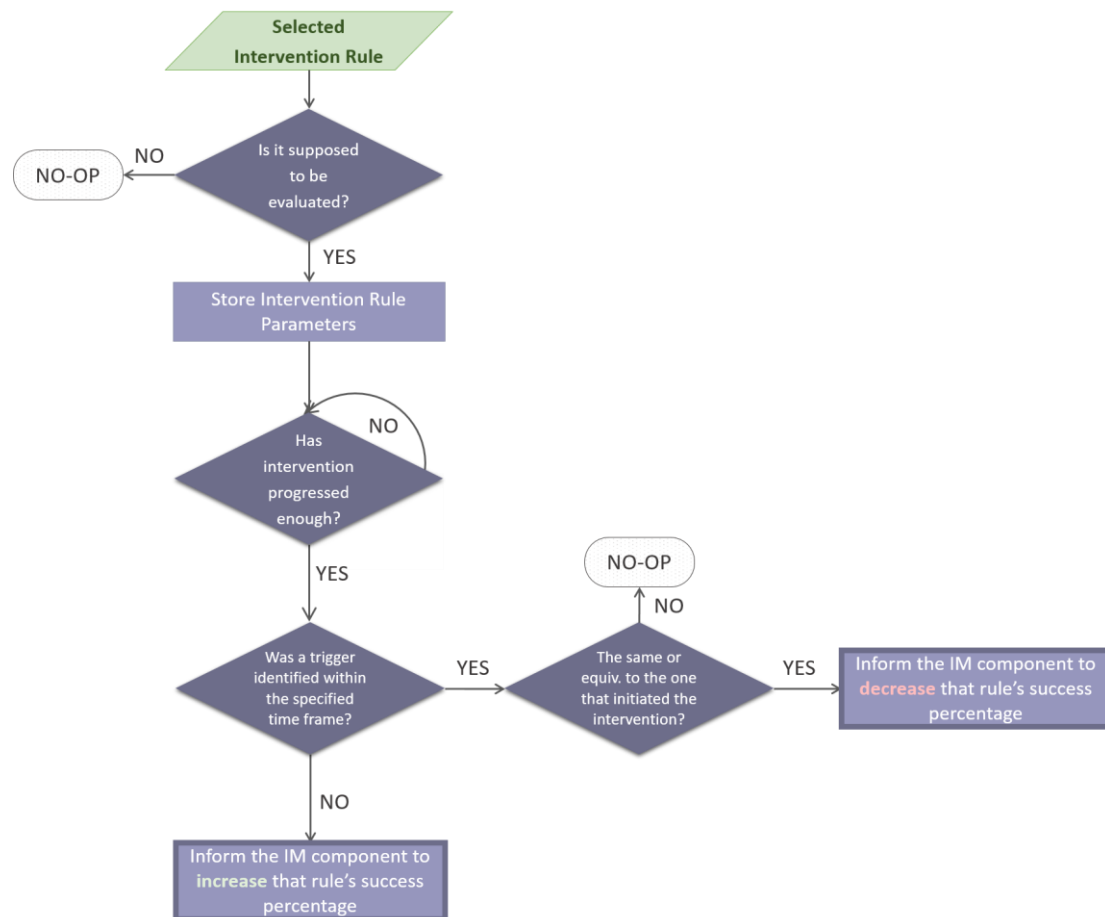 Selected
Intervention Rule
Is it supposed
to be
evaluated?
NO
NO-OP
YES
Store Intervention Rule
Parameters
NO
Has
intervention
progressed
enough?
YES
Was a trigger
identified within
the specified
time frame?
YES
The same or
equiv. to the one
that initiated the
intervention?
NO
NO-OP
YES
Inform the IM component to
decrease that rule's success
percentage
NO
Inform the IM component to
increase that rule's success
percentage